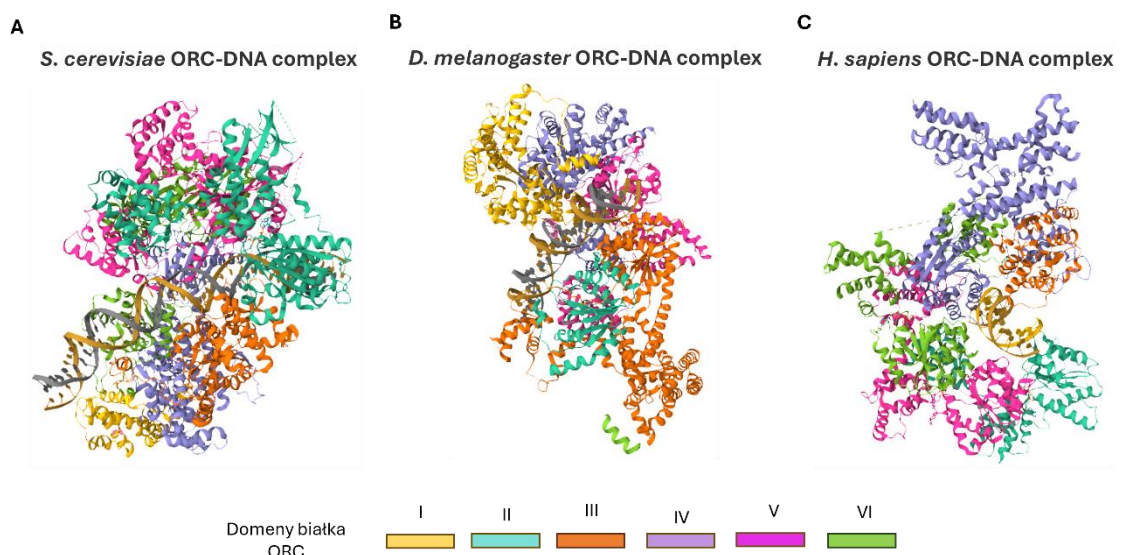 A
B
C
S. cerevisiae ORC-DNA complex
D. melanogaster ORC-DNA complex
H. sapiens ORC-DNA complex
Domeny białka
ORC
I
II
III
IV
V
VI